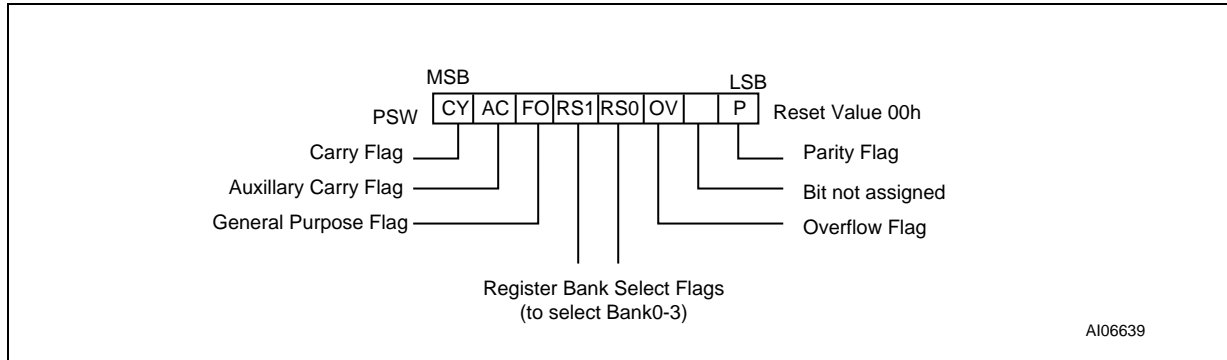 MSB
LSB
PSW CY AC FO RS1 RS0 OV P Reset Value 00h
Carry Flag
Parity Flag
Auxillary Carry Flag
Bit not assigned
General Purpose Flag
Overflow Flag
Register Bank Select Flags
(to select Bank0-3)
AI06639